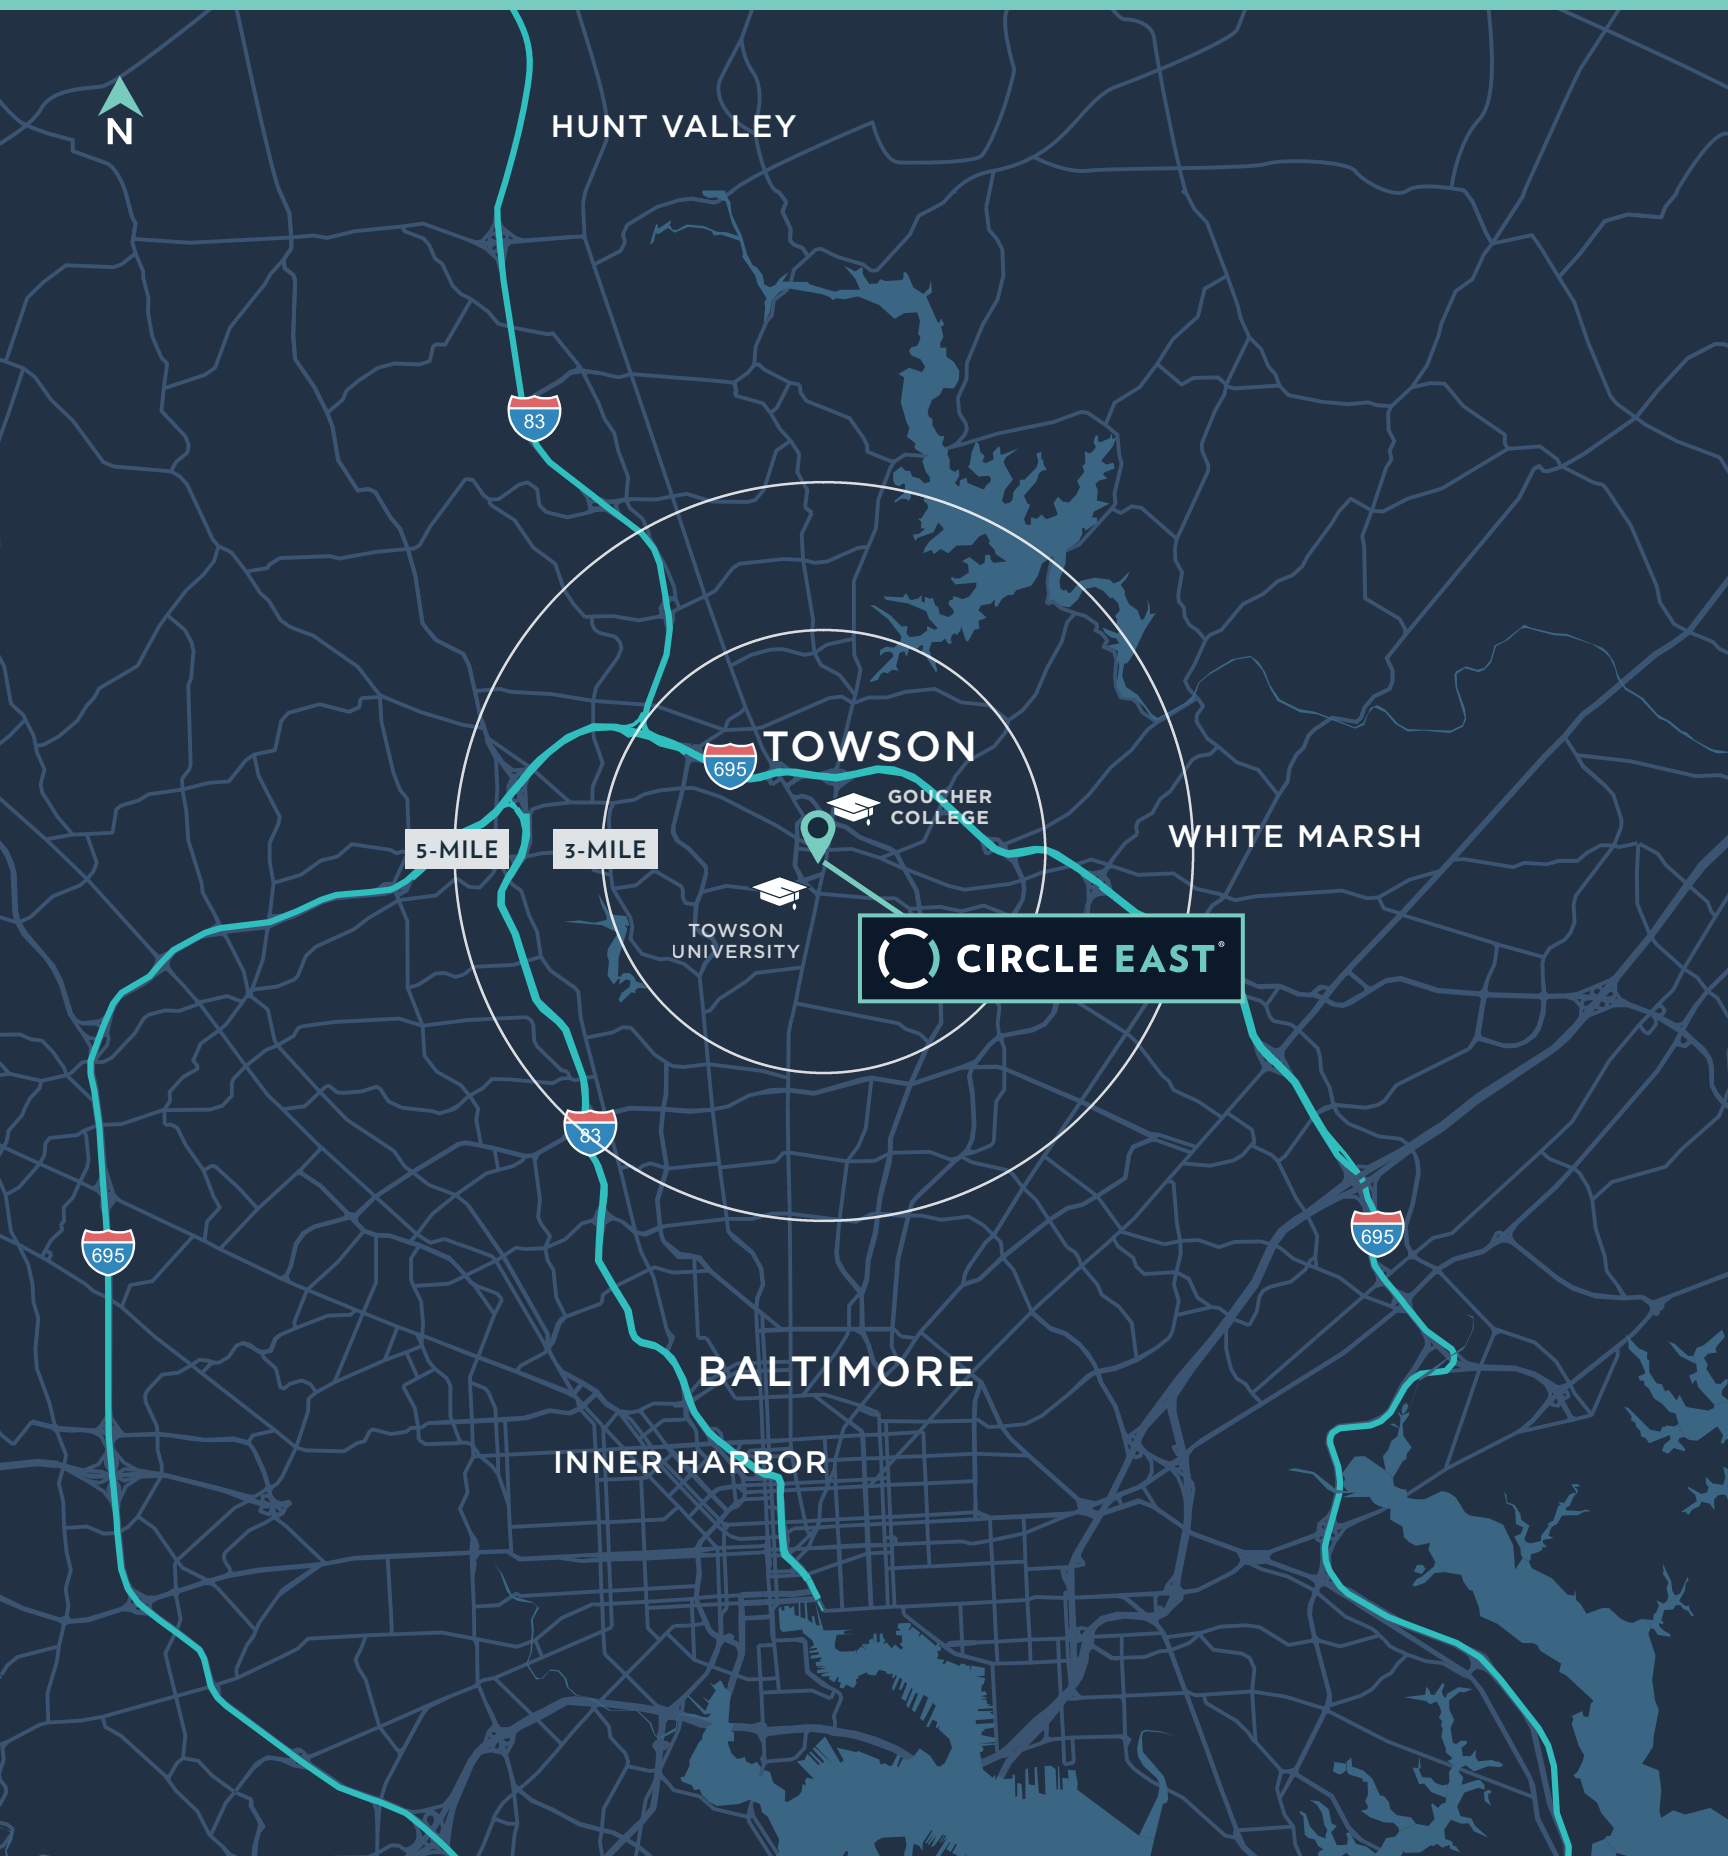 N
HUNT VALLEY
83
TOWSON
695
GOUCHER
COLLEGE
WHITE MARSH
5-MILE
3-MILE
TOWSON
UNIVERSITY
CIRCLE EAST®
83
695
695
BALTIMORE
INNER HARBOR